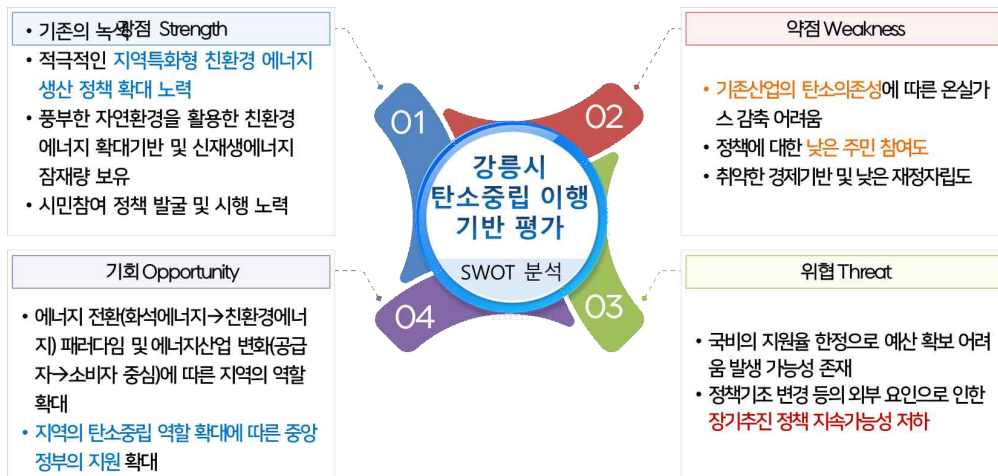 강점 Strength
• 기존의 녹색
• 적극적인 지역특화형 친환경 에너지
생산 정책 확대 노력
• 풍부한 자연환경을 활용한 친환경
에너지 확대기반 및 신재생에너지
잠재량 보유
• 시민참여 정책 발굴 및 시행 노력
약점 Weakness
• 기존산업의 탄소의존성에 따른 온실가
스 감축 어려움
• 정책에 대한 낮은 주민 참여도
• 취약한 경제기반 및 낮은 재정자립도
01
02
강릉시
탄소중립 이행
기반 평가
SWOT 분석
04
03
기회 Opportunity
• 에너지 전환(화석에너지→친환경에너
지) 패러다임 및 에너지산업 변화(공급
자→소비자 중심)에 따른 지역의 역할
확대
• 지역의 탄소중립 역할 확대에 따른 중앙
정부의 지원 확대
위협 Threat
• 국비의 지원율 한정으로 예산 확보 어려
움 발생 가능성 존재
• 정책기조 변경 등의 외부 요인으로 인한
장기추진 정책 지속가능성 저하